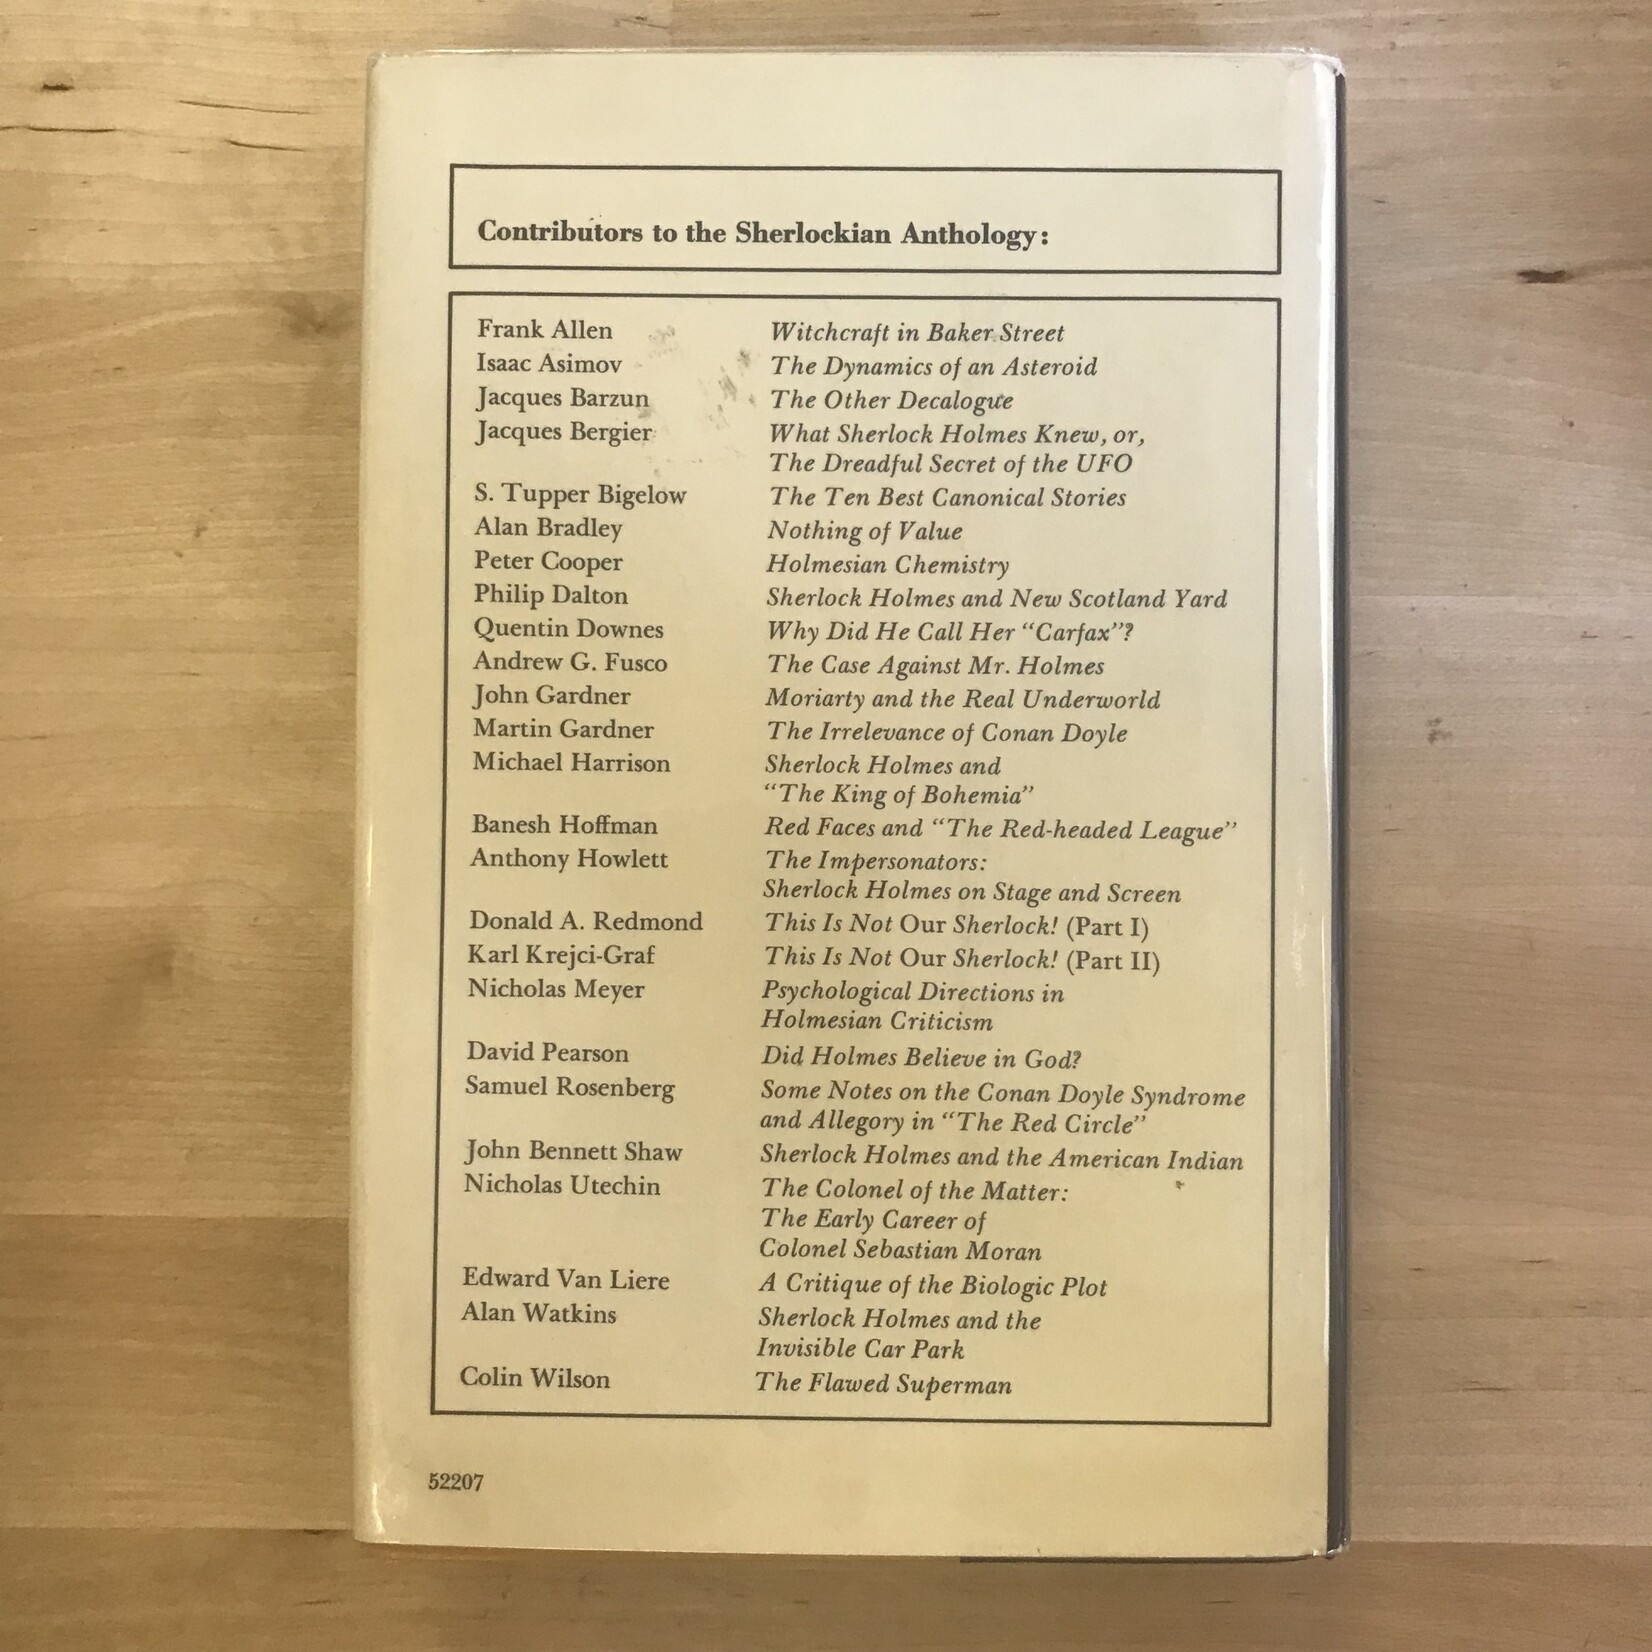 Contributors to the Sherlockian Anthology:
Frank Allen Witchcraft in Baker Street
Isaac Asimov The Dynamics of an Asteroid
Jacques Barzun The Other Decalogue
Jacques Bergier What Sherlock Holmes Knew, or,
The Dreadful Secret of the UFO
S. Tupper Bigelow The Ten Best Canonical Stories
Alan Bradley Nothing of Value
Peter Cooper Holmesian Chemistry
Philip Dalton Sherlock Holmes and New Scotland Yard
Quentin Downes Why Did He Call Her “Carfax”?
Andrew G. Fusco The Case Against Mr. Holmes
John Gardner Moriarty and the Real Underworld
Martin Gardner The Irrelevance of Conan Doyle
Michael Harrison Sherlock Holmes and
“The King of Bohemia”
Banesh Hoffman Red Faces and “The Red-headed League”
Anthony Howlett The Impersonators:
Sherlock Holmes on Stage and Screen
Donald A. Redmond This Is Not Our Sherlock! (Part I)
Karl Krejci-Graf This Is Not Our Sherlock! (Part II)
Nicholas Meyer Psychological Directions in
Holmesian Criticism
David Pearson Did Holmes Believe in God?
Samuel Rosenberg Some Notes on the Conan Doyle Syndrome
and Allegory in “The Red Circle”
John Bennett Shaw Sherlock Holmes and the American Indian
Nicholas Utechin The Colonel of the Matter:
The Early Career of
Colonel Sebastian Moran
Edward Van Liere A Critique of the Biologic Plot
Alan Watkins Sherlock Holmes and the
Invisible Car Park
Colin Wilson The Flawed Superman
52207